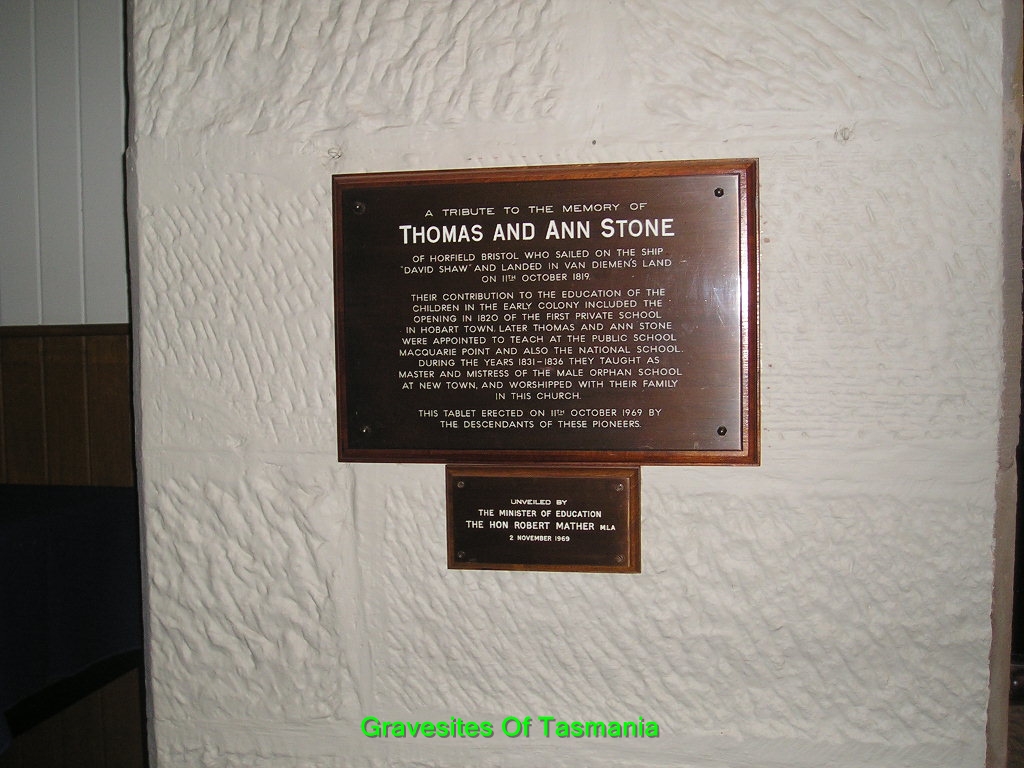 A TRIBUTE TO THE MEMORY OF
THOMAS AND ANN STONE
OF HORFIELD BRISTOL WHO SAILED ON THE SHIP
"DAVID SHAW" AND LANDED IN VAN DIEMEN'S LAND
ON 11TH OCTOBER 1819.
THEIR CONTRIBUTION TO THE EDUCATION OF THE
CHILDREN IN THE EARLY COLONY INCLUDED THE
OPENING IN 1820 OF THE FIRST PRIVATE SCHOOL
IN HOBART TOWN. LATER THOMAS AND ANN STONE
WERE APPOINTED TO TEACH AT THE PUBLIC SCHOOL
MACQUARIE POINT AND ALSO THE NATIONAL SCHOOL.
DURING THE YEARS 1831-1836 THEY TAUGHT AS
MASTER AND MISTRESS OF THE MALE ORPHAN SCHOOL
AT NEW TOWN, AND WORSHIPPED WITH THEIR FAMILY
IN THIS CHURCH.
THIS TABLET ERECTED ON 11TH OCTOBER 1969 BY
THE DESCENDANTS OF THESE PIONEERS.
UNVEILED BY
THE MINISTER OF EDUCATION
THE HON ROBERT MATHER MLA
2 NOVEMBER 1969
Gravesites Of Tasmania